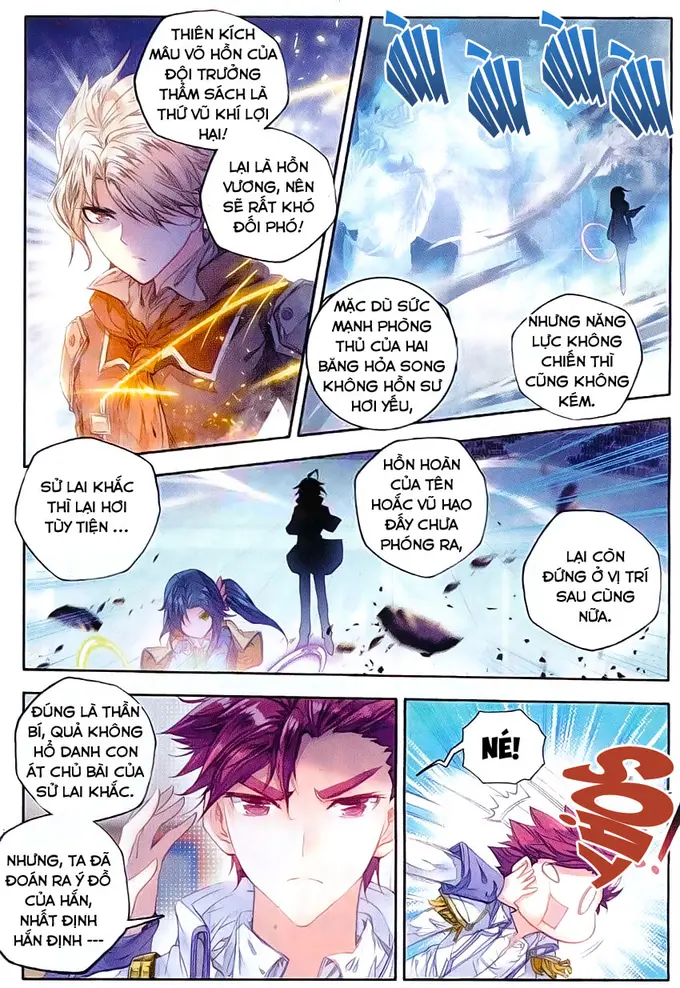 THIÊN KÍCH
MÂU VÕ HỒN CỦA
ĐỘI TRƯỞNG
THẨM SÁCH LÀ
THỨ VŨ KHÍ LỢI
HẠI!
LẠI LÀ HỒN
VƯƠNG, NÊN
SẼ RẤT KHÓ
ĐỐI PHÓ!
ÙÙÙ
ÙÙÙ
ÙÙÙ
ÙÙÙ
MẶC DÙ SỨC
MẠNH PHÒNG
THỦ CỦA HAI
BĂNG HỎA SONG
KHÔNG HỒN SƯ
HƠI YẾU,
NHƯNG NĂNG
LỰC KHÔNG
CHIẾN THÌ
CŨNG KHÔNG
KÉM.
SỬ LAI KHẮC
THÌ LẠI HƠI
TÙY TIỆN ...
HỒN HOÀN
CỦA TÊN
HOẮC VŨ HẠO
ĐẤY CHƯA
PHÓNG RA,
LẠI CÒN
ĐỨNG Ở VỊ TRÍ
SAU CÙNG
NỮA.
ĐÚNG LÀ THẦN
BÍ, QUẢ KHÔNG
HỔ DANH CON
ÁT CHỦ BÀI CỦA
SỬ LAI KHẮC.
NHƯNG, TA ĐÃ
ĐOÁN RA Ý ĐỒ
CỦA HẮN,
NHẤT ĐỊNH
HẮN ĐỊNH ---
NÉ!
SOẠT